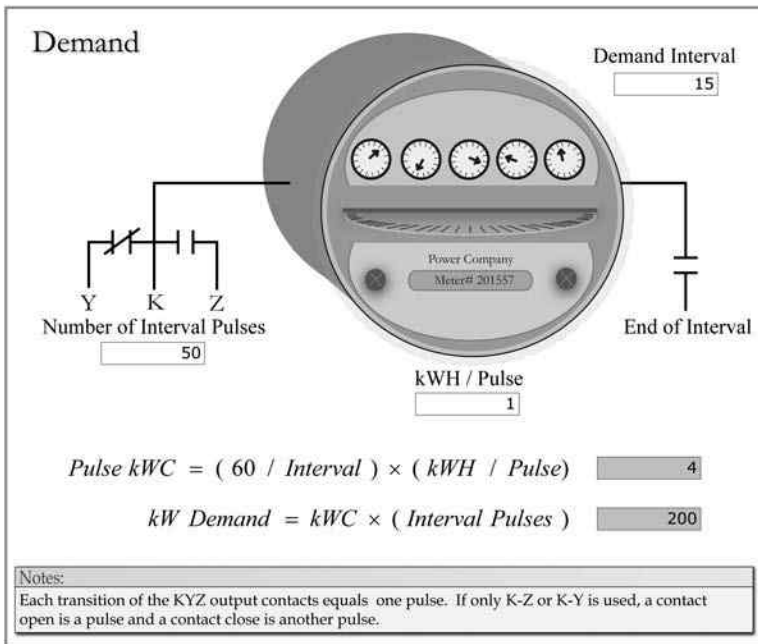 Demand
Demand Interval
15
Power Company
Meter# 201557
Y K Z
Number of Interval Pulses
50
End of Interval
kWH / Pulse
1
Pulse kWC = ( 60 / Interval ) × ( kWH / Pulse) 4
kW Demand = kWC × ( Interval Pulses ) 200
Notes:
Each transition of the KYZ output contacts equals one pulse. If only K-Z or K-Y is used, a contact
open is a pulse and a contact close is another pulse.